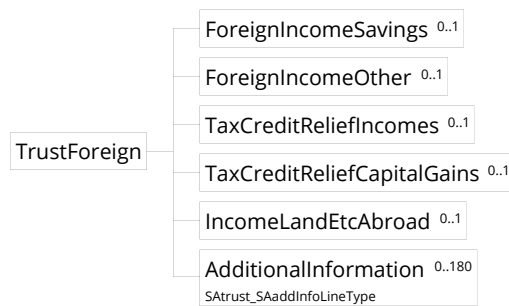 ForeignIncomeSavings 0..1
ForeignIncomeOther 0..1
TaxCreditReliefIncomes 0..1
TrustForeign
TaxCreditReliefCapitalGains 0..1
IncomeLandEtcAbroad 0..1
AdditionalInformation 0..180
SAtrust_SAaddInfoLineType